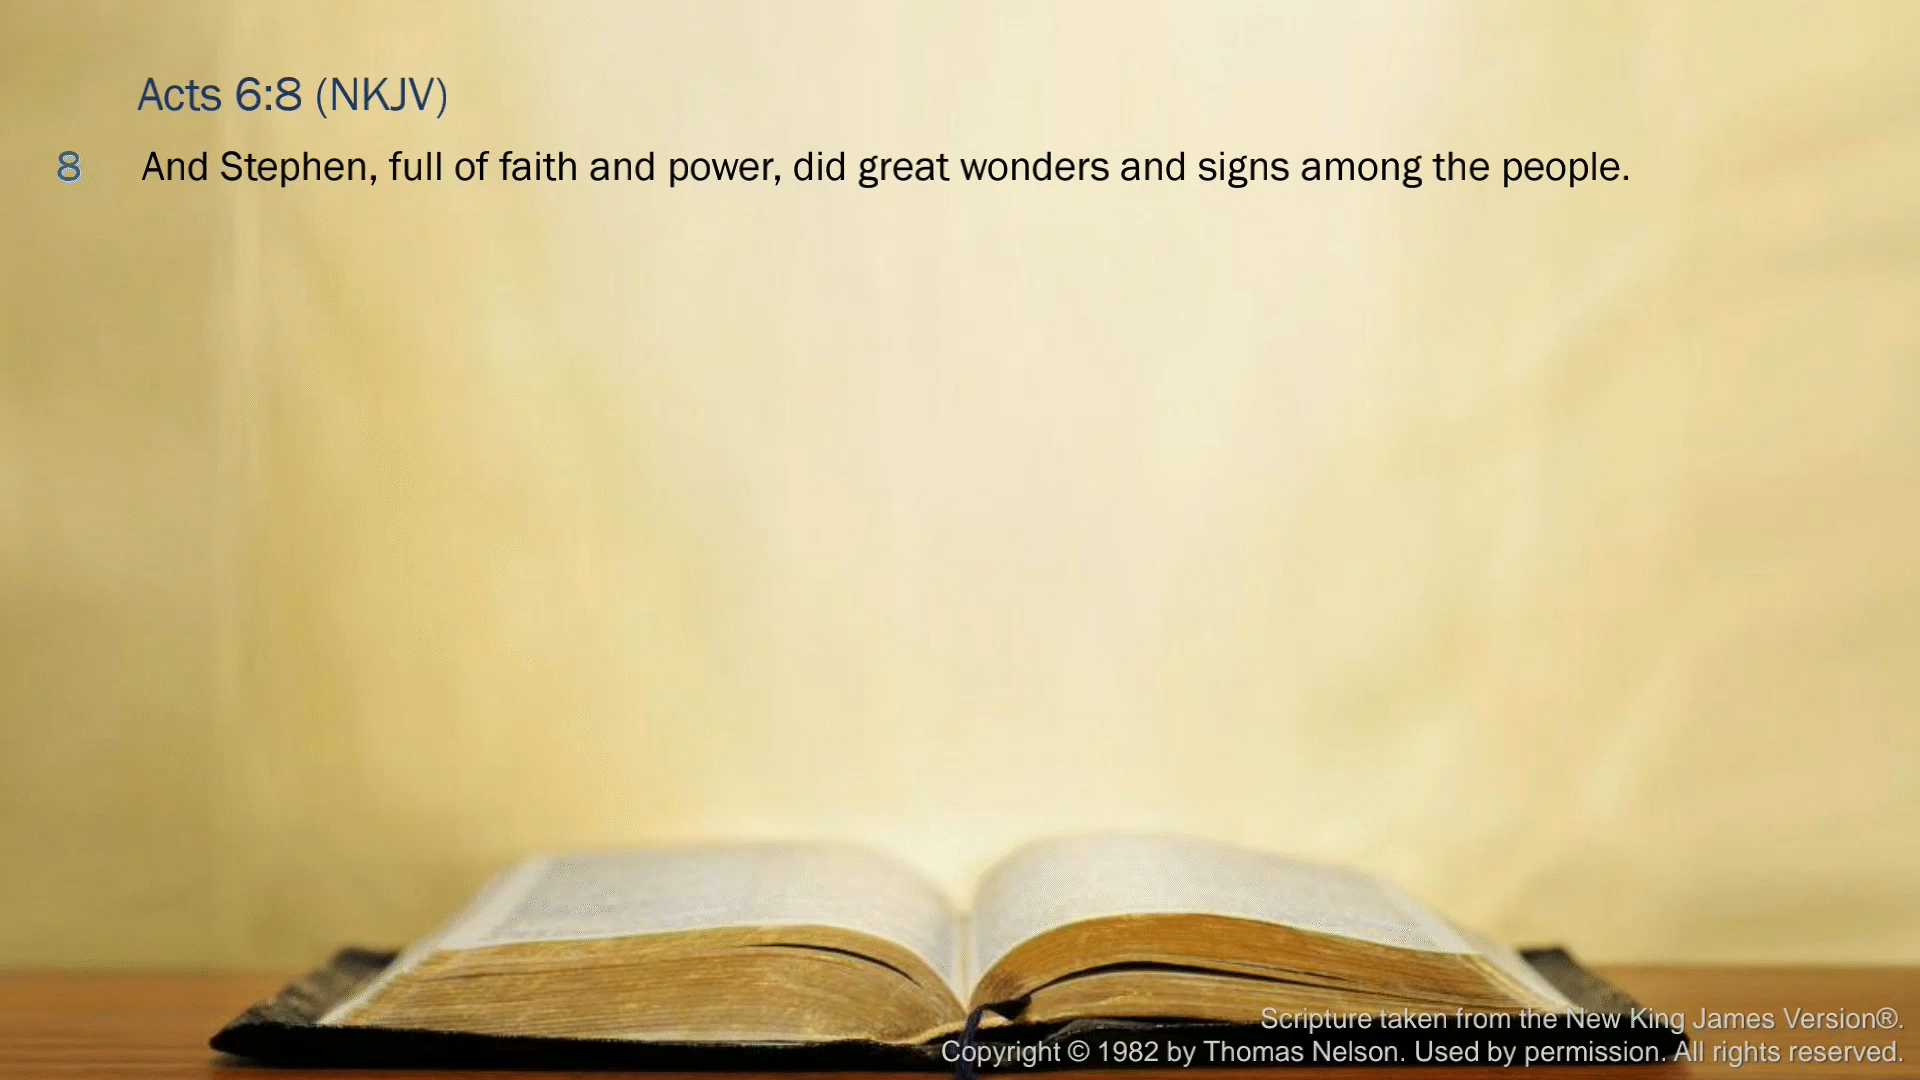 Acts 6:8 (NKJV)
8 And Stephen, full of faith and power, did great wonders and signs among the people.
Scripture taken from the New King James Version®.
Copyright © 1982 by Thomas Nelson. Used by permission. All rights reserved.